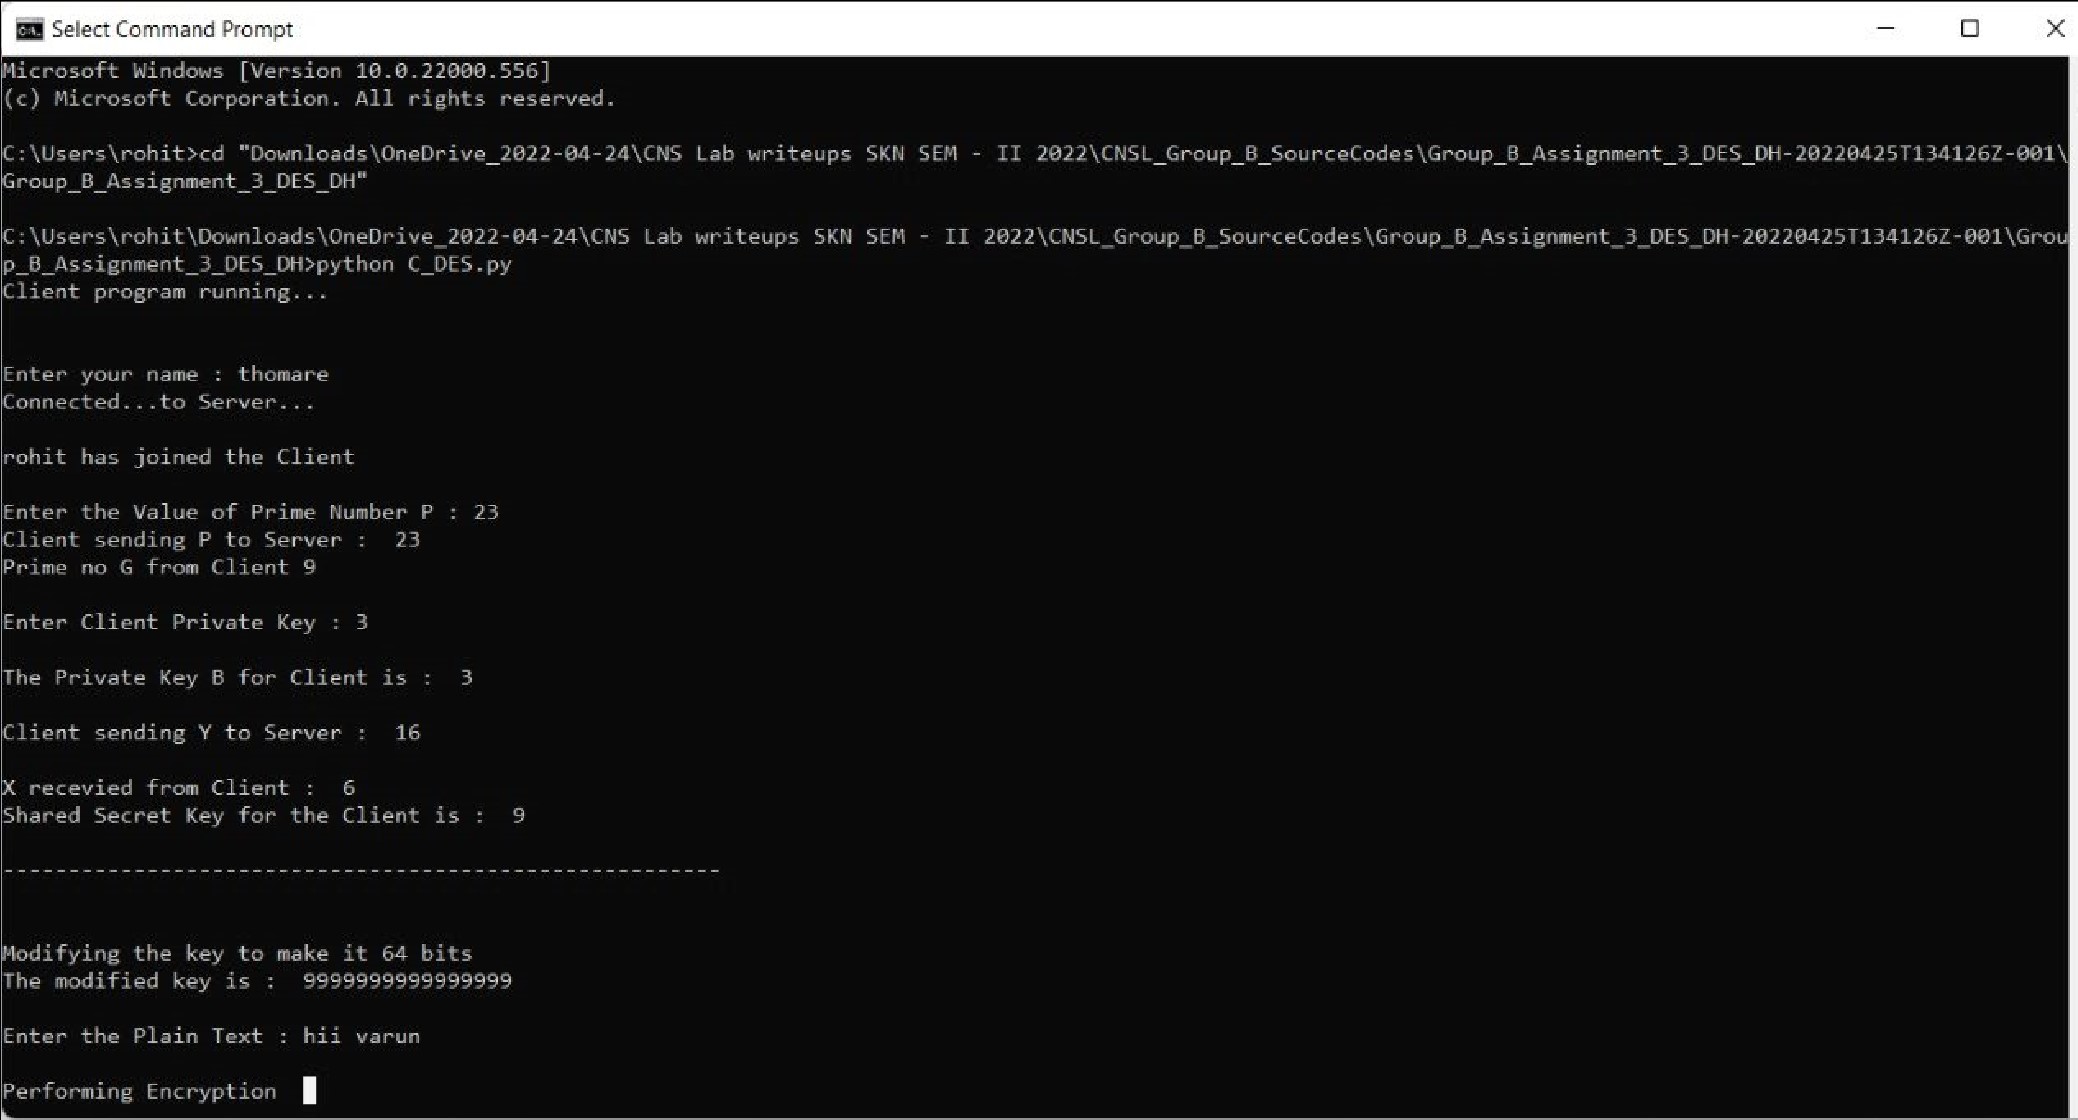 Select Command Prompt
Microsoft Windows [Version 10.0.22000.556]
(c) Microsoft Corporation. All rights reserved.
C:\Users\rohit>cd "Downloads\OneDrive_2022-04-24\CNS Lab writeups SKN SEM - II 2022\CNSL_Group_B_SourceCodes\Group_B_Assignment_3_DES_DH-20220425T134126Z-001\
Group_B_Assignment_3_DES_DH"
C:\Users\rohit\Downloads\OneDrive_2022-04-24\CNS Lab writeups SKN SEM - II 2022\CNSL_Group_B_SourceCodes\Group_B_Assignment_3_DES_DH-20220425T134126Z-001\Grou
p_B_Assignment_3_DES_DH>python C_DES.py
Client program running...
Enter your name : thomare
Connected...to Server...
rohit has joined the Client
Enter the Value of Prime Number P : 23
Client sending P to Server :  23
Prime no G from Client 9
Enter Client Private Key : 3
The Private Key B for Client is :  3
Client sending Y to Server :  16
X recevied from Client :  6
Shared Secret Key for the Client is :  9
-------------------------------------------------------
Modifying the key to make it 64 bits
The modified key is :  9999999999999999
Enter the Plain Text : hii varun
Performing Encryption